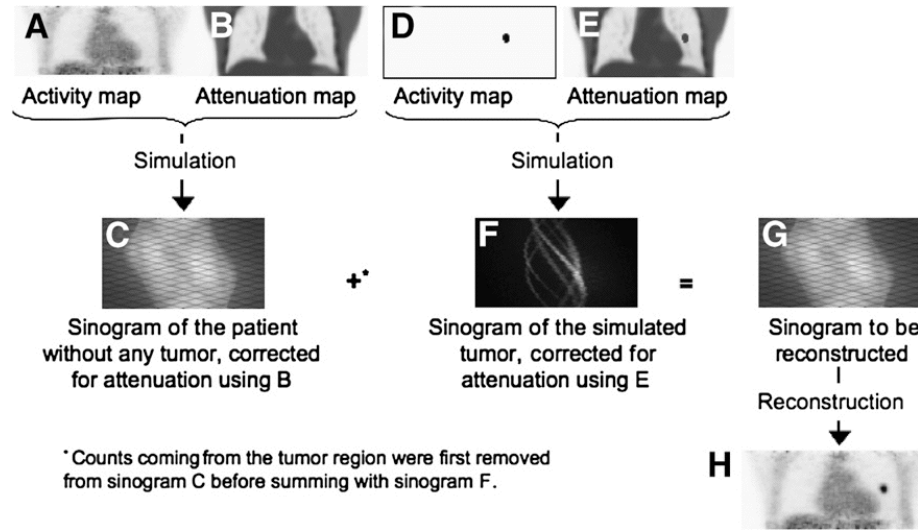 A B D E
Activity map Attenuation map Activity map Attenuation map
Simulation Simulation
C F G
+* =
Sinogram of the patient
without any tumor, corrected
for attenuation using B
Sinogram of the simulated
tumor, corrected for
attenuation using E
Sinogram to be
reconstructed
Reconstruction
H
* Counts coming from the tumor region were first removed
from sinogram C before summing with sinogram F.